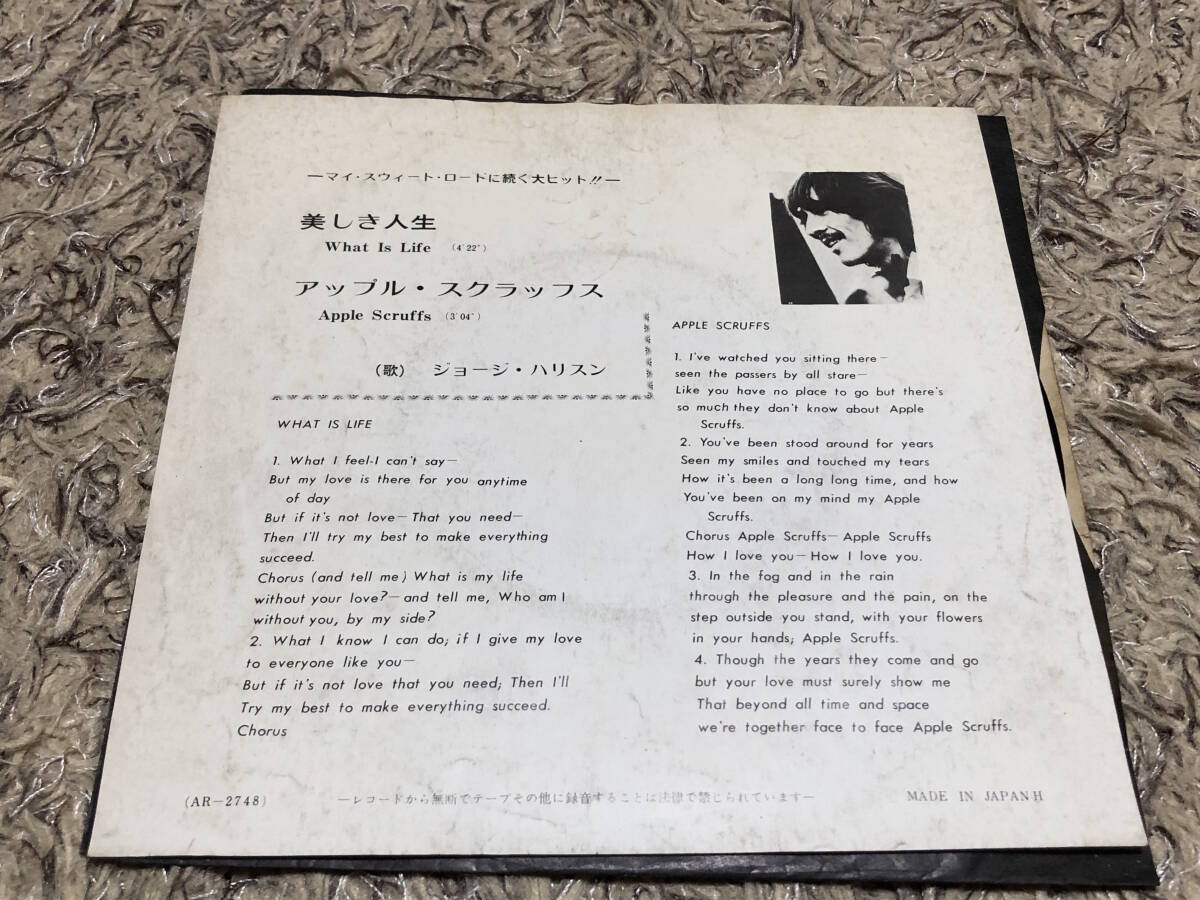 —マイ・スウィート・ロードに続く大ヒット!!—
美しき人生
What Is Life (4'22")
アップル・スクラッフス
Apple Scruffs (3'04")
(歌) ジョージ・ハリスン
WHAT IS LIFE
1. What I feel-I can't say—
But my love is there for you anytime
of day
But if it's not love—That you need—
Then I'll try my best to make everything
succeed.
Chorus (and tell me) What is my life
without your love?—and tell me, Who am I
without you, by my side?
2. What I know I can do; if I give my love
to everyone like you—
But if it's not love that you need; Then I'll
Try my best to make everything succeed.
Chorus
APPLE SCRUFFS
1. I've watched you sitting there—
seen the passers by all stare—
Like you have no place to go but there's
so much they don't know about Apple
Scruffs.
2. You've been stood around for years
Seen my smiles and touched my tears
How it's been a long long time, and how
You've been on my mind my Apple
Scruffs.
Chorus Apple Scruffs—Apple Scruffs
How I love you—How I love you.
3. In the fog and in the rain
through the pleasure and the pain, on the
step outside you stand, with your flowers
in your hands; Apple Scruffs.
4. Though the years they come and go
but your love must surely show me
That beyond all time and space
we're together face to face Apple Scruffs.
(AR-2748)
—レコードから無断でテープその他に録音することは法律で禁じられています—
MADE IN JAPAN·H